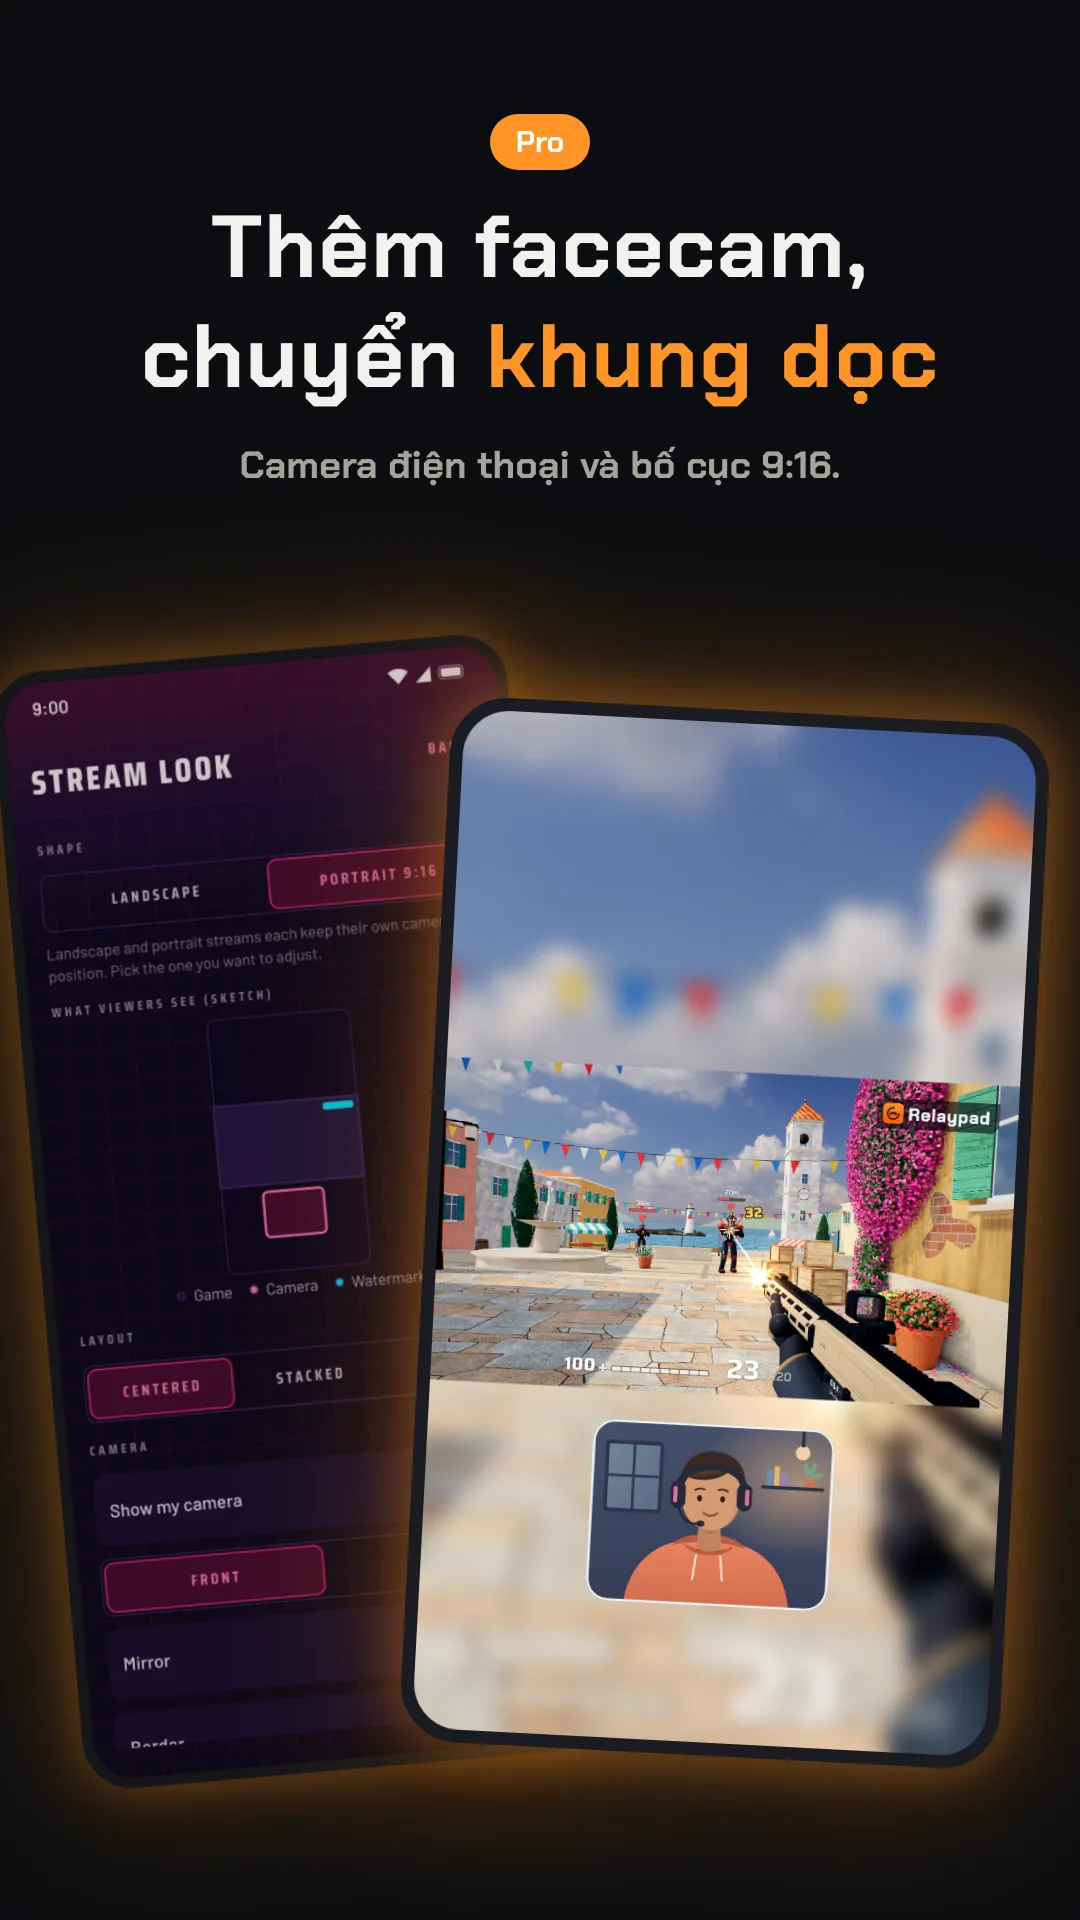 Pro
Thêm facecam,
chuyển khung dọc
Camera điện thoại và bố cục 9:16.
9:00
STREAM LOOK
SHAPE
LANDSCAPE
PORTRAIT 9:16
Landscape and portrait streams each keep their own
position. Pick the one you want to adjust.
WHAT VIEWERS SEE (SKETCH)
Game
Camera
Watermark
LAYOUT
CENTERED
STACKED
CAMERA
Show my camera
FRONT
Mirror
Border
Relaypad
32
100
23